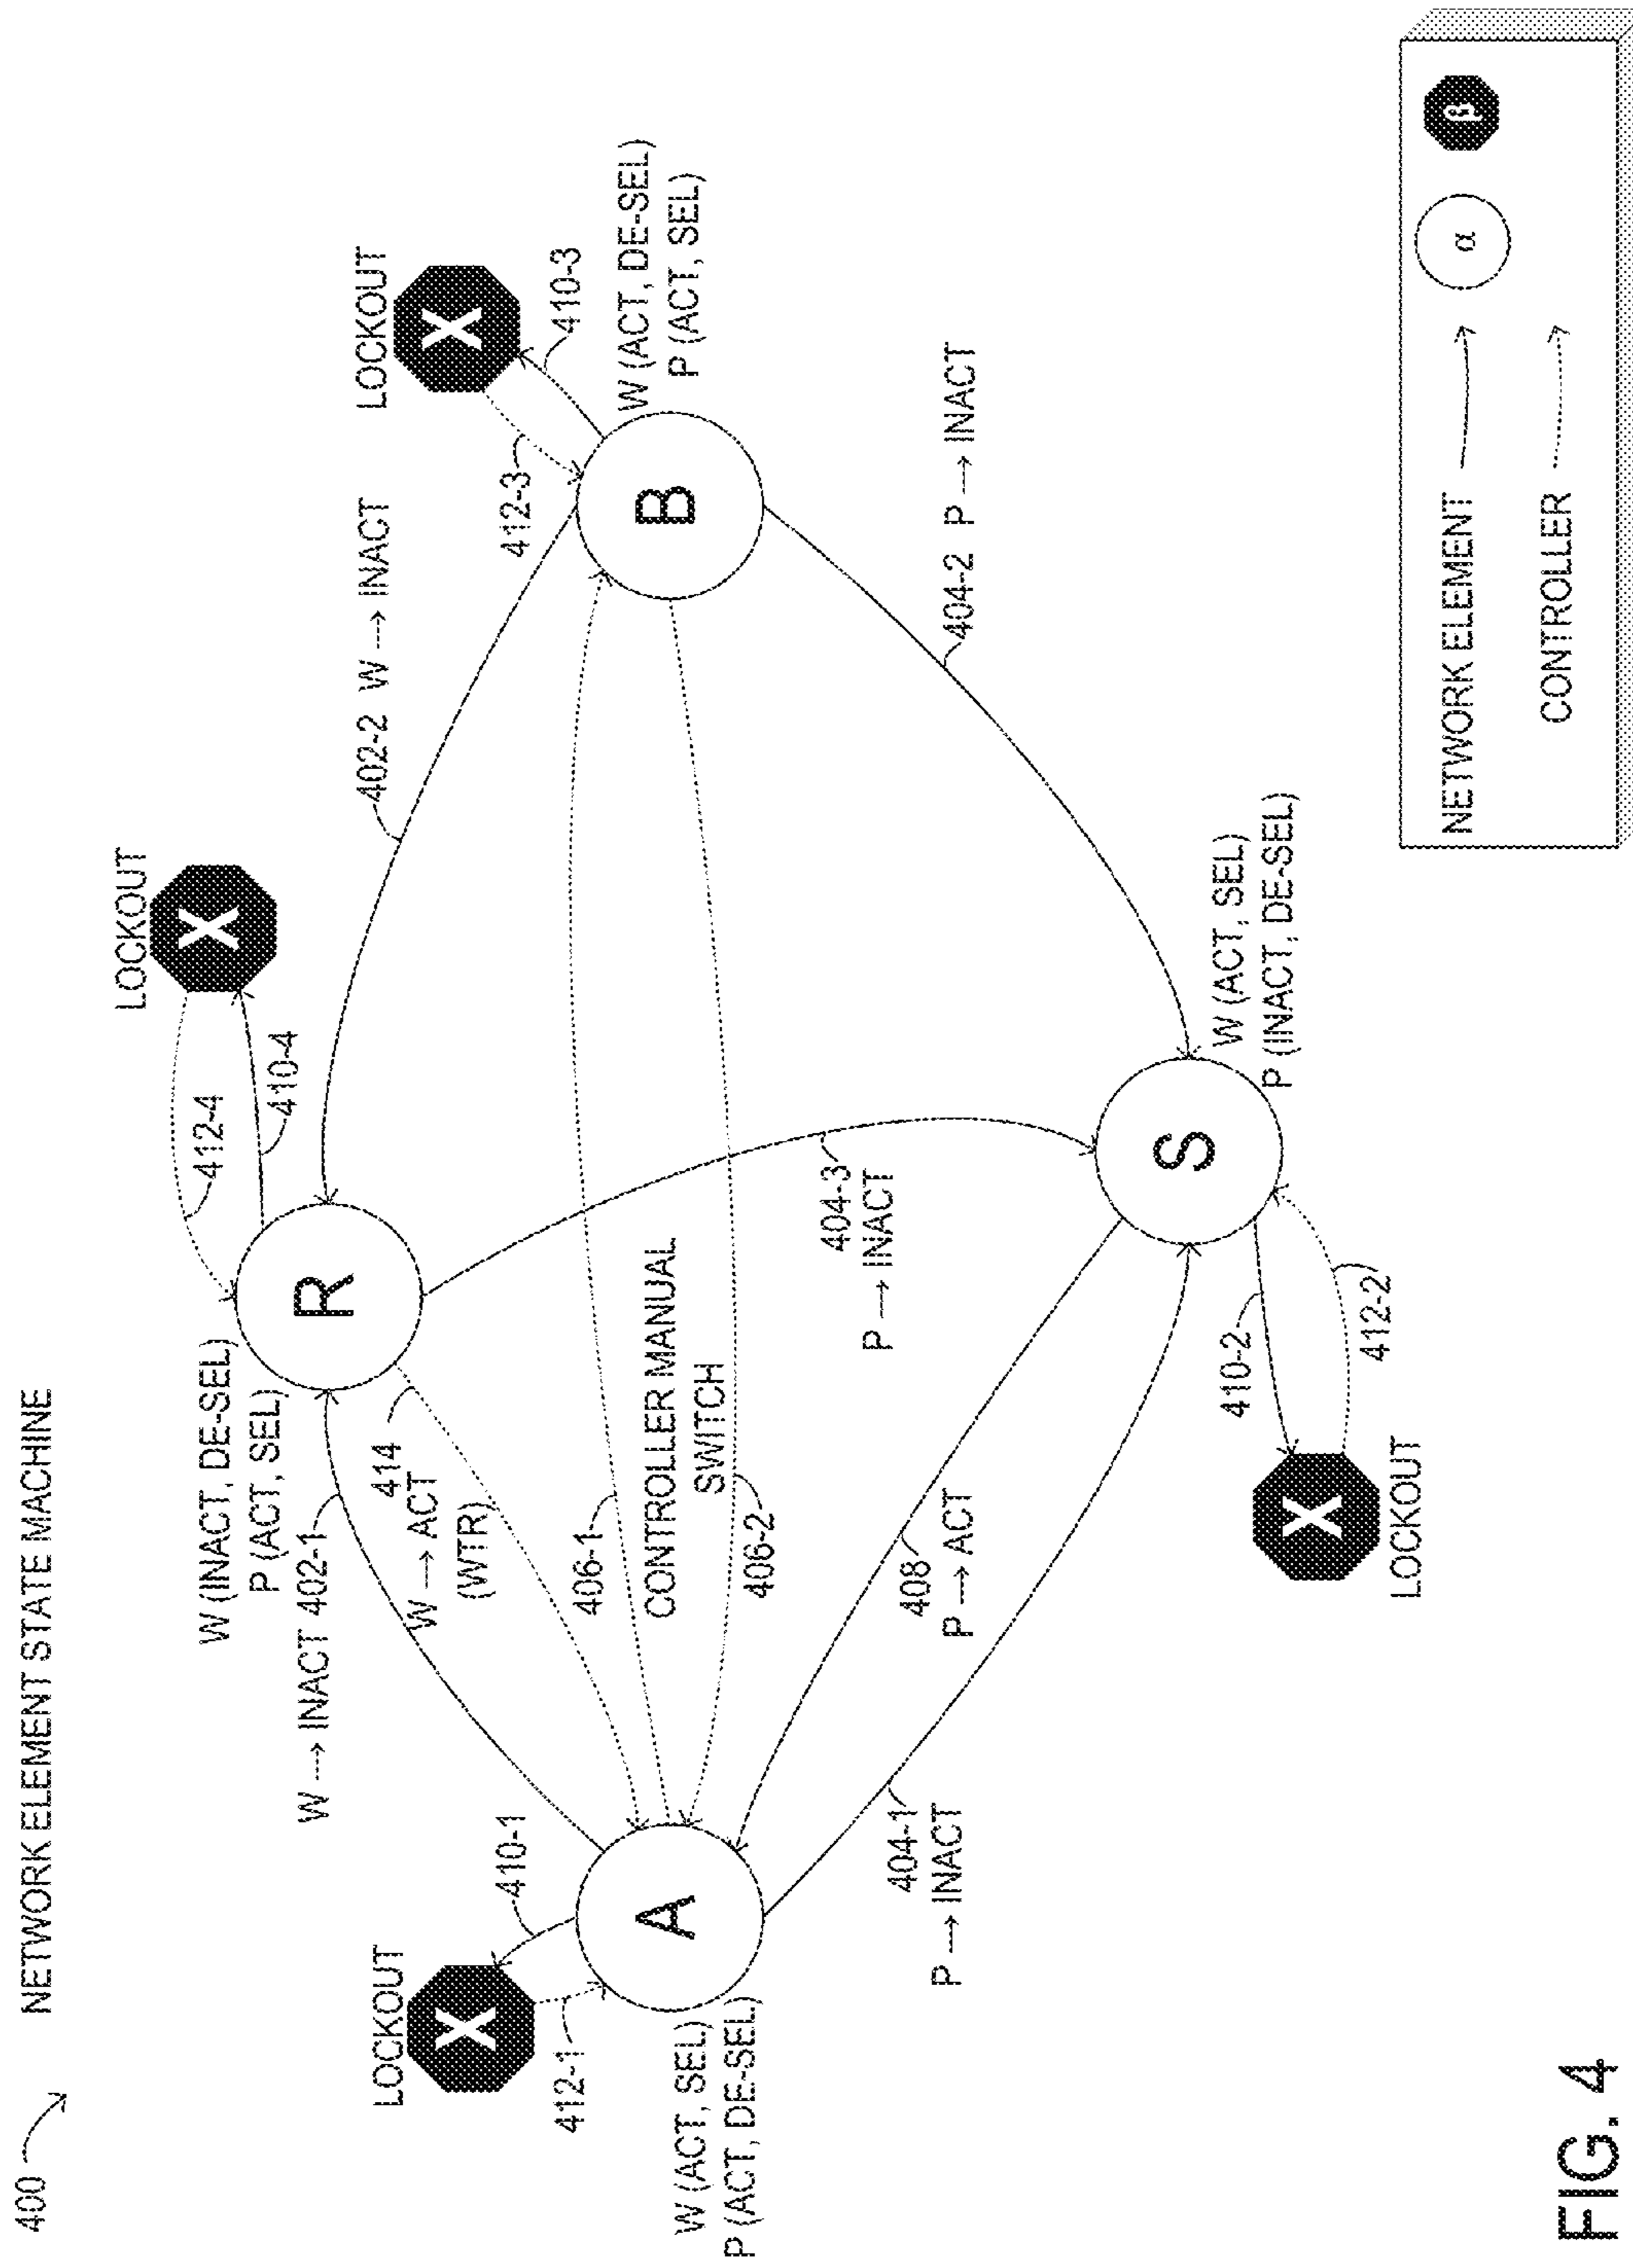 400
NETWORK ELEMENT STATE MACHINE
LOCKOUT
X
412-4
410-4
W (INACT, DE-SEL)
P (ACT, SEL)
R
W → INACT 402-1
402-2 W → INACT
LOCKOUT
X
410-3
412-3
W (ACT, DE-SEL)
P (ACT, SEL)
B
LOCKOUT
X
410-1
412-1
414
W → ACT
(WTR)
406-1
CONTROLLER MANUAL
SWITCH
406-2
A
W (ACT, SEL)
P (ACT, DE-SEL)
404-3
P → INACT
404-2 P → INACT
408
P → ACT
404-1
P → INACT
S
W (ACT, SEL)
P (INACT, DE-SEL)
410-2
412-2
X
LOCKOUT
NETWORK ELEMENT
α
β
CONTROLLER
FIG. 4